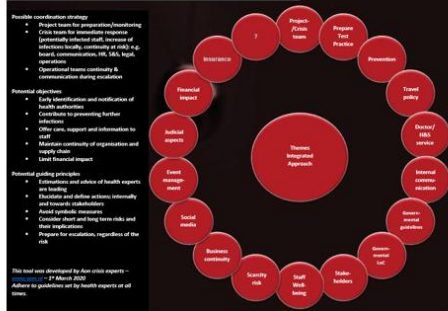 Possible coordination strategy
• Project team for preparation/monitoring
• Crisis team for immediate response
(potentially infected staff, increase of
infections locally, continuity at risk): e.g.
board, communication, HR, S&S, legal,
operations
• Operational teams continuity &
communication during escalation
Potential objectives
• Early identification and notification of
health authorities
• Contribute to preventing further
infections
• Offer care, support and information to
staff
• Maintain continuity of organisation and
supply chain
• Limit financial impact
Potential guiding principles
• Estimations and advice of health experts
are leading
• Elucidate and define actions; internally
and towards stakeholders
• Avoid symbolic measures
• Consider short and long term risks and
their implications
• Prepare for escalation, regardless of the
risk
This tool was developed by Aon crisis experts –
www.aon.nl – 1st March 2020
Adhere to guidelines set by health experts at all
times.
Project-
/Crisis
team
Prepare
Test
Practice
Prevention
Travel
policy
Doctor/
H&S
service
Internal
commu-
nication
Govern-
mental
guidelines
Govern-
mental
LoC
Stake-
holders
Staff
Well-
being
Scarcity
risk
Business
continuity
Social
media
Event
manage-
ment
Judicial
aspects
Financial
impact
Insurance
?
Themes
Integrated
Approach